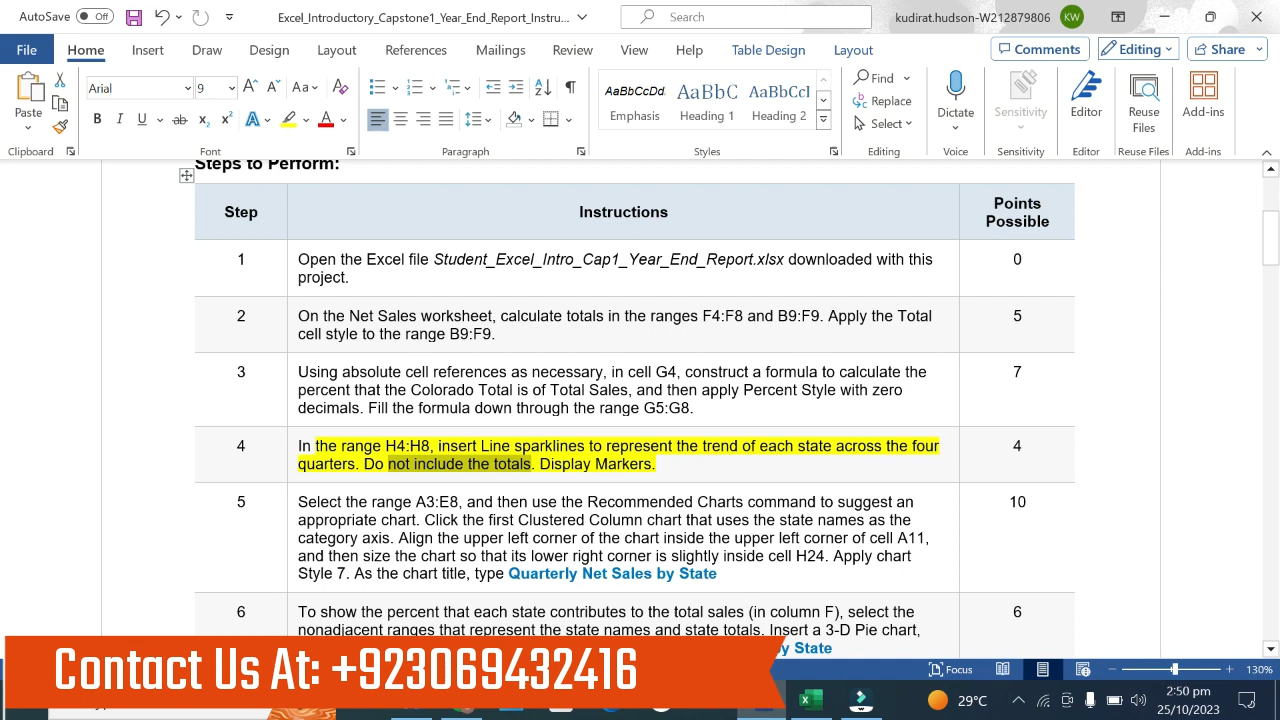 AutoSave Off Excel_Introductory_Capstone1_Year_End_Report_Instru... Search kudirat.hudson-W212879806 KW
File Home Insert Draw Design Layout References Mailings Review View Help Table Design Layout Comments Editing Share
Paste
Arial 9 Aa
AaBbCcDd AaBbC AaBbCcI
Emphasis Heading 1 Heading 2
Find
Replace
Select
Dictate Sensitivity Editor Reuse Files Add-ins
Clipboard Font Paragraph Styles Editing Voice Sensitivity Editor Reuse Files Add-ins
Steps to Perform:
Step Instructions Points Possible
1 Open the Excel file Student_Excel_Intro_Cap1_Year_End_Report.xlsx downloaded with this 0
project.
2 On the Net Sales worksheet, calculate totals in the ranges F4:F8 and B9:F9. Apply the Total 5
cell style to the range B9:F9.
3 Using absolute cell references as necessary, in cell G4, construct a formula to calculate the 7
percent that the Colorado Total is of Total Sales, and then apply Percent Style with zero
decimals. Fill the formula down through the range G5:G8.
4 In the range H4:H8, insert Line sparklines to represent the trend of each state across the four 4
quarters. Do not include the totals. Display Markers.
5 Select the range A3:E8, and then use the Recommended Charts command to suggest an 10
appropriate chart. Click the first Clustered Column chart that uses the state names as the
category axis. Align the upper left corner of the chart inside the upper left corner of cell A11,
and then size the chart so that its lower right corner is slightly inside cell H24. Apply chart
Style 7. As the chart title, type Quarterly Net Sales by State
6 To show the percent that each state contributes to the total sales (in column F), select the 6
nonadjacent ranges that represent the state names and state totals. Insert a 3-D Pie chart,
by State
Contact Us At: +923069432416
Focus 130%
29°C 2:50 pm
25/10/2023